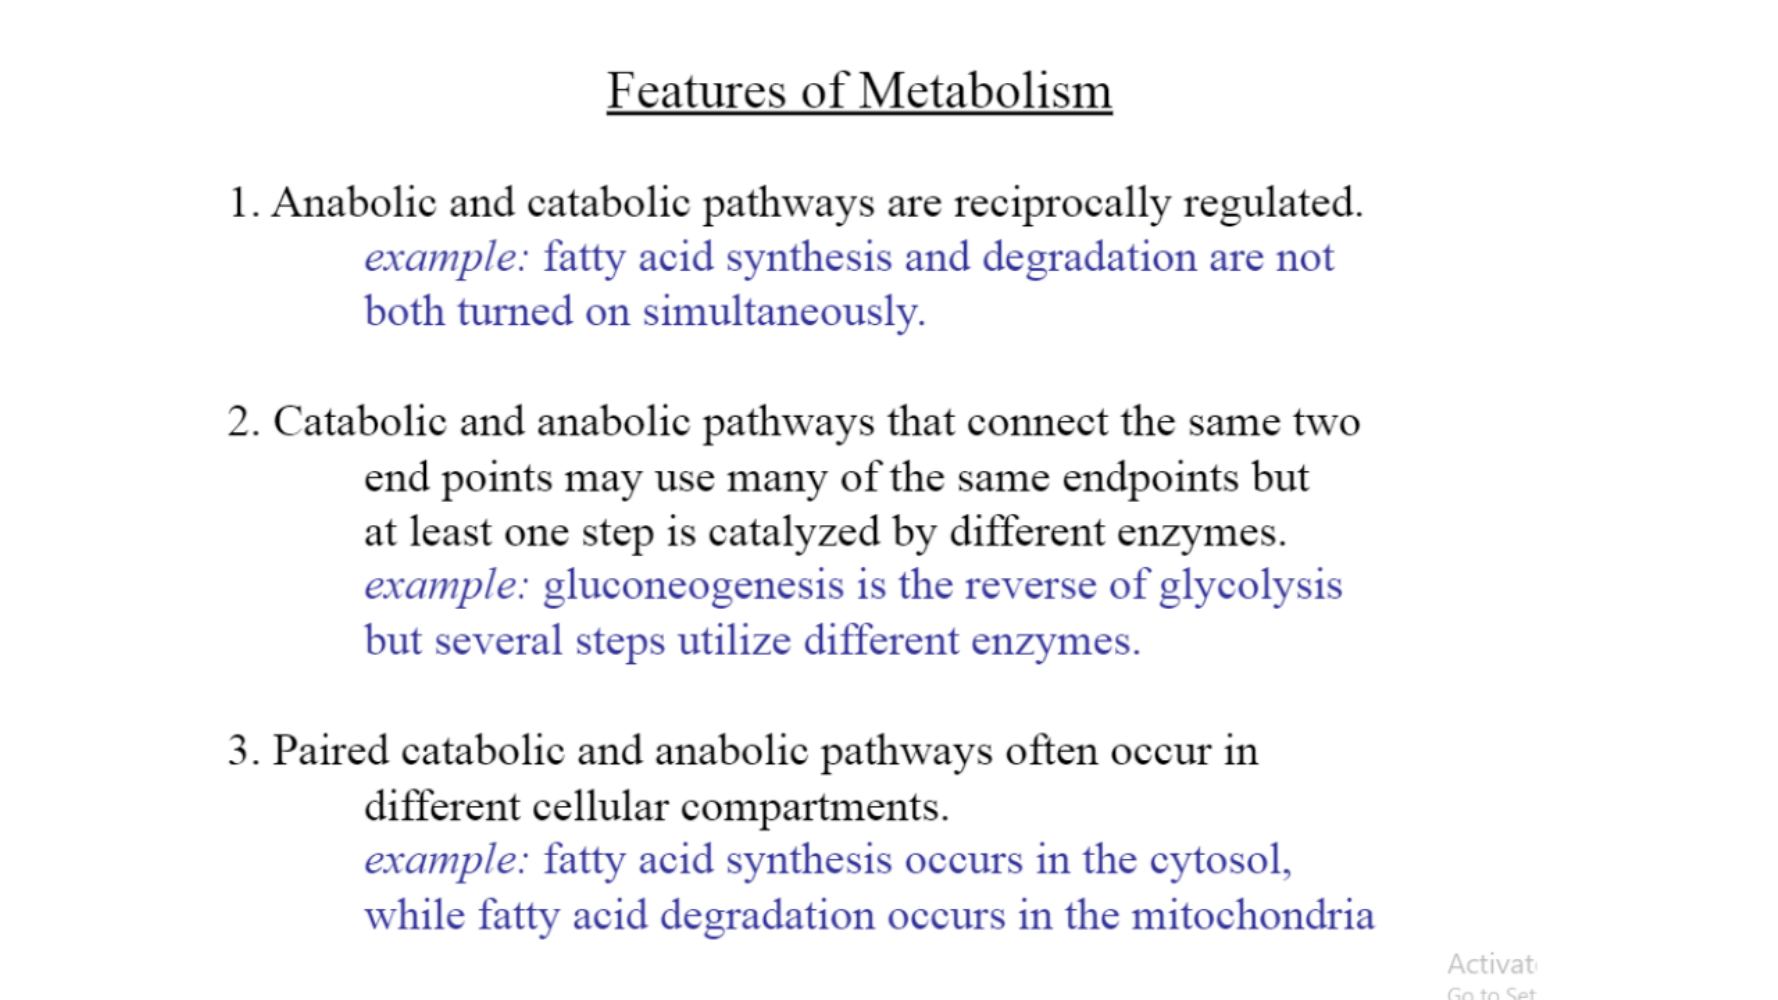 Features of Metabolism
1. Anabolic and catabolic pathways are reciprocally regulated.
example: fatty acid synthesis and degradation are not
both turned on simultaneously.
2. Catabolic and anabolic pathways that connect the same two
end points may use many of the same endpoints but
at least one step is catalyzed by different enzymes.
example: gluconeogenesis is the reverse of glycolysis
but several steps utilize different enzymes.
3. Paired catabolic and anabolic pathways often occur in
different cellular compartments.
example: fatty acid synthesis occurs in the cytosol,
while fatty acid degradation occurs in the mitochondria
Activat
Go to Set